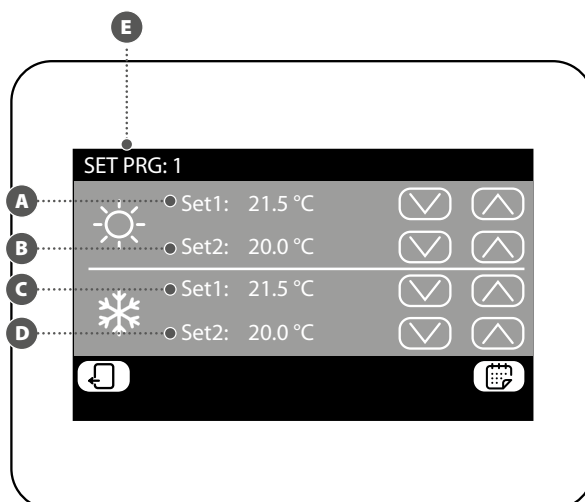 E
SET PRG: 1
A Set1: 21.5 °C
B Set2: 20.0 °C
C Set1: 21.5 °C
D Set2: 20.0 °C